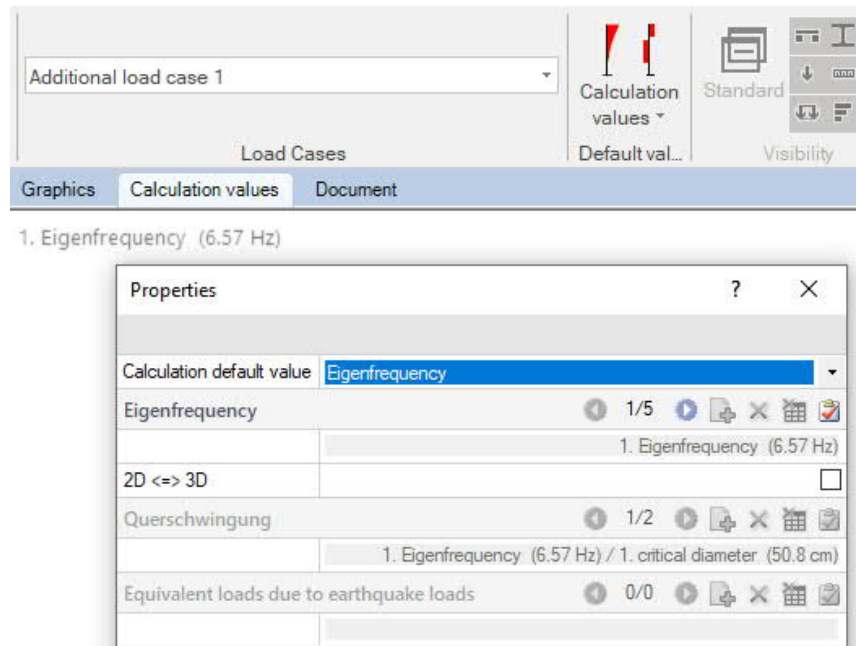 Additional load case 1
Calculation
values
Standard
Load Cases
Default val...
Visibility
Graphics
Calculation values
Document
1. Eigenfrequency (6.57 Hz)
Properties
?
Calculation default value
Eigenfrequency
Eigenfrequency
1/5
1. Eigenfrequency (6.57 Hz)
2D <=> 3D
Querschwingung
1/2
1. Eigenfrequency (6.57 Hz) / 1. critical diameter (50.8 cm)
Equivalent loads due to earthquake loads
0/0